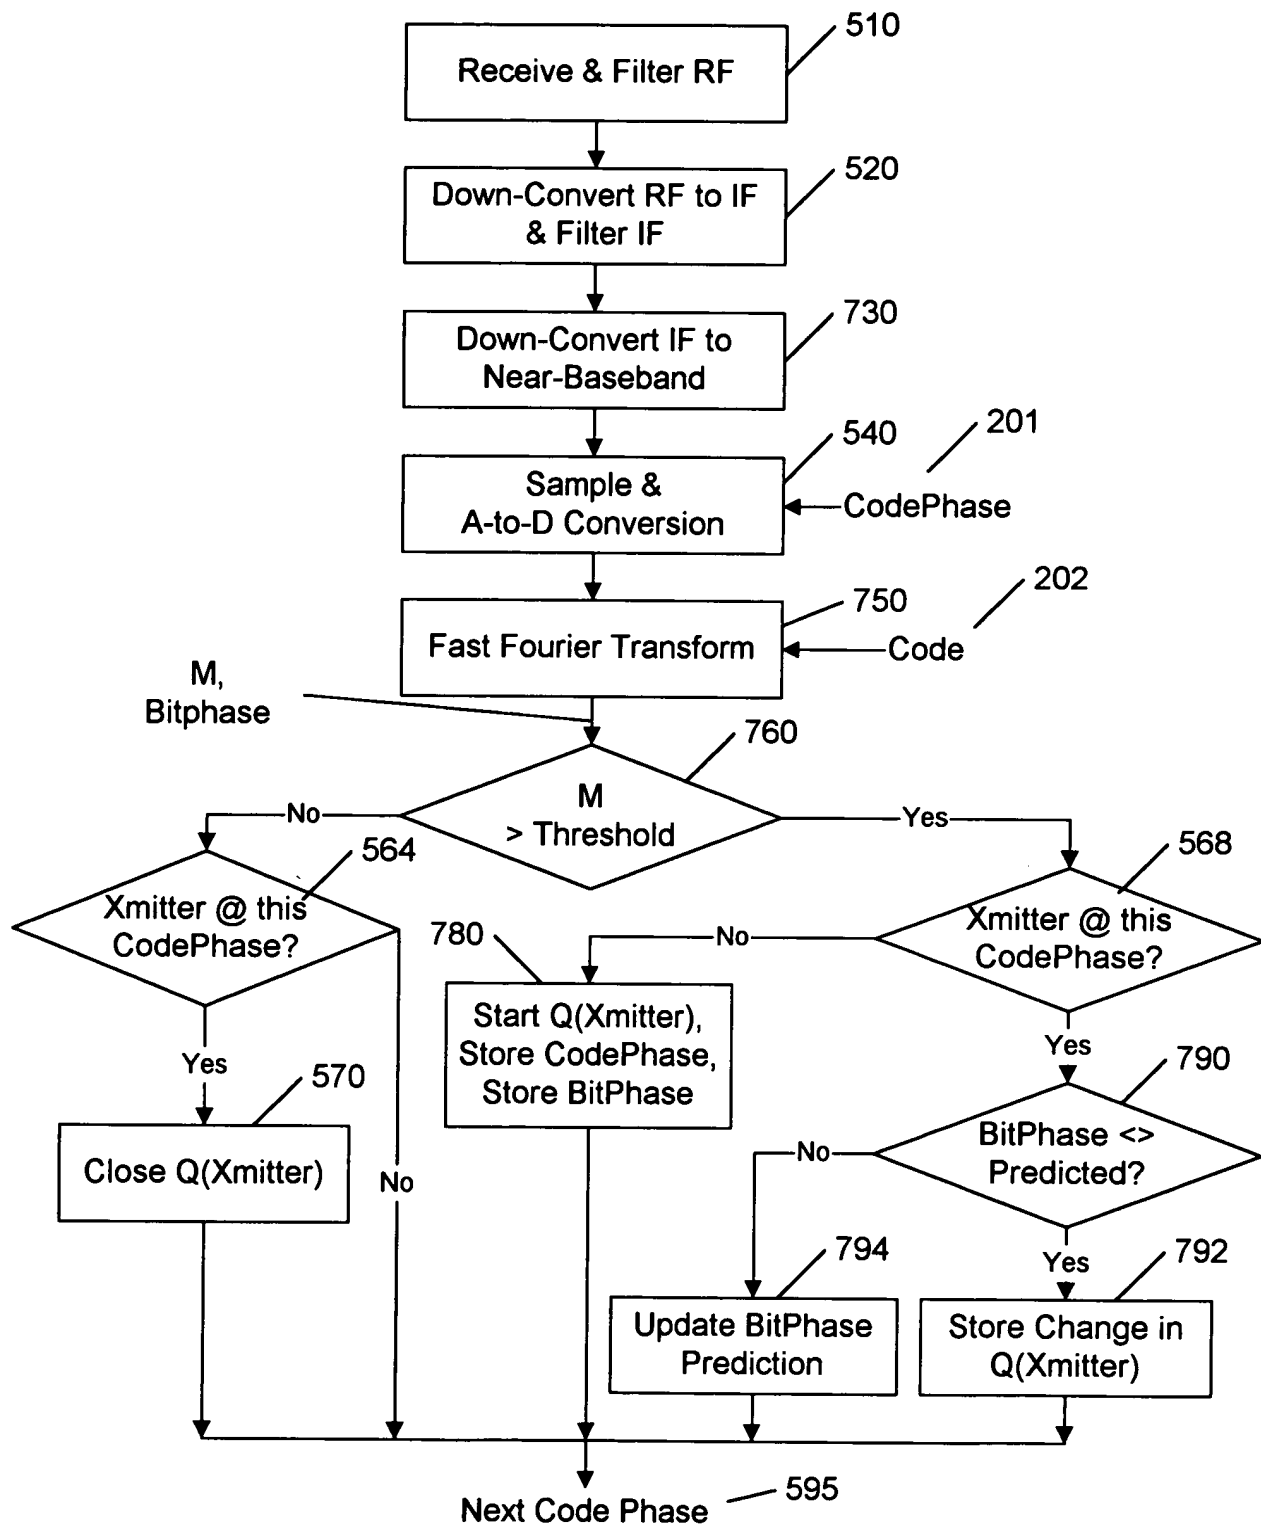 510
Receive & Filter RF
520
Down-Convert RF to IF
& Filter IF
730
Down-Convert IF to
Near-Baseband
201
540
Sample &
A-to-D Conversion
CodePhase
202
750
Fast Fourier Transform
Code
M,
Bitphase
760
M
> Threshold
No
Yes
564
Xmitter @ this
CodePhase?
568
Xmitter @ this
CodePhase?
No
780
Start Q(Xmitter),
Store CodePhase,
Store BitPhase
Yes
570
Close Q(Xmitter)
No
Yes
790
BitPhase <>
Predicted?
No
Yes
794
Update BitPhase
Prediction
792
Store Change in
Q(Xmitter)
Next Code Phase
595